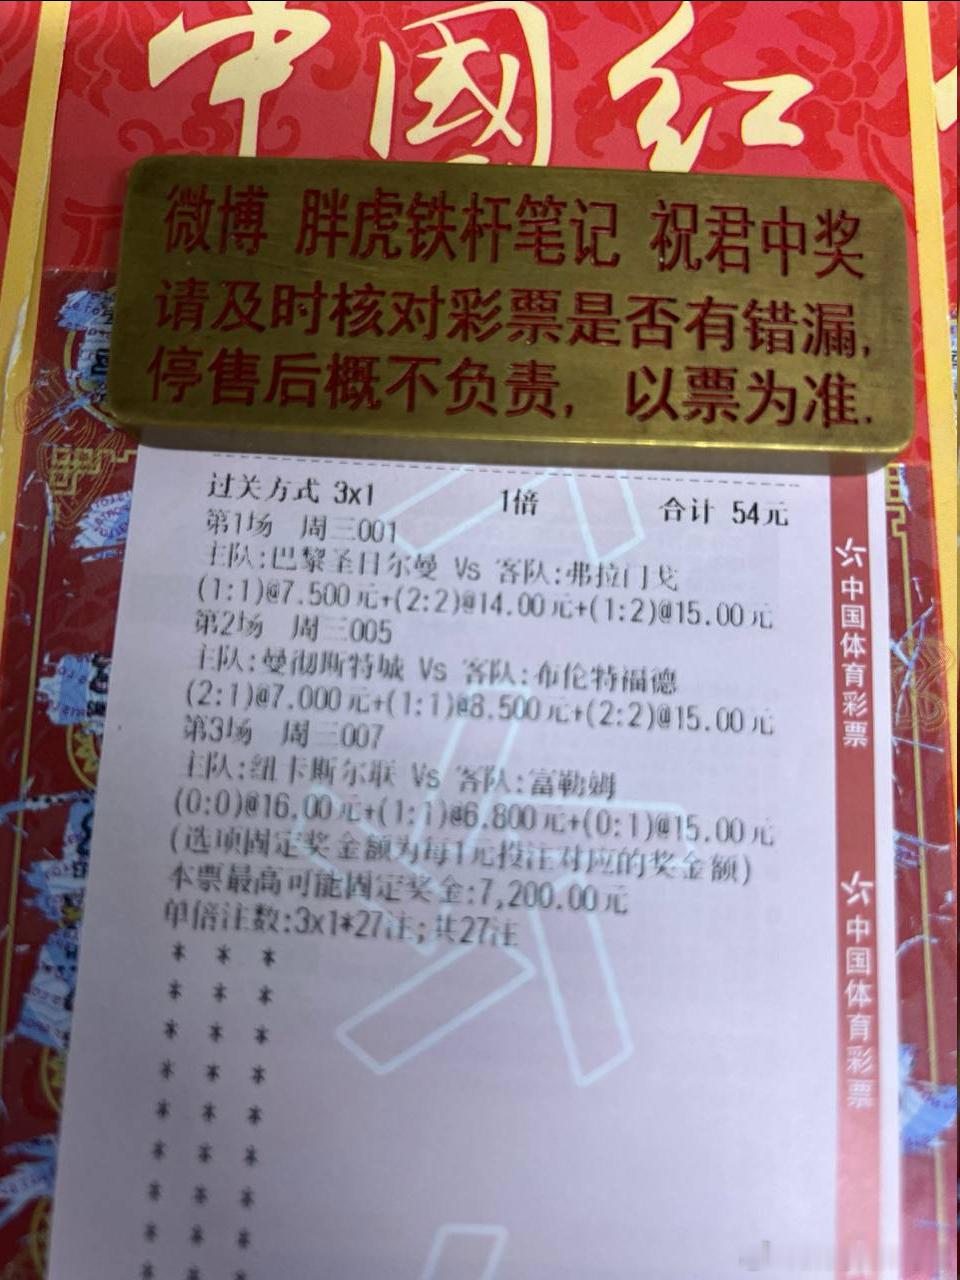 中國红
微博 胖虎铁杆笔记 祝君中奖
请及时核对彩票是否有错漏,
停售后概不负责, 以票为准.
过关方式 3x1 1倍 合计 54元
第1场 周三001
主队:巴黎圣日尔曼 Vs 客队:弗拉门戈
(1:1)@7.500元+(2:2)@14.00元+(1:2)@15.00元
第2场 周三005
主队:曼彻斯特城 Vs 客队:布伦特福德
(2:1)@7.000元+(1:1)@8.500元+(2:2)@15.00元
第3场 周三007
主队:纽卡斯尔联 Vs 客队:富勒姆
(0:0)@16.00元+(1:1)@6.800元+(0:1)@15.00元
(选项固定奖金额为每1元投注对应的奖金额)
本票最高可能固定奖金:7,200.00元
单倍注数:3x1*27注;共27注
* * *
* * *
* * *
* * *
* * *
* * *
* * *
* * *
* * *
中国体育彩票
中国体育彩票